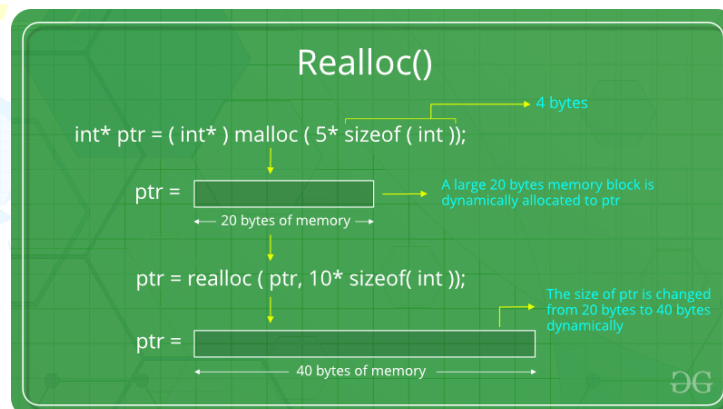 Realloc()
4 bytes
int* ptr = ( int* ) malloc ( 5* sizeof ( int ));
ptr =
A large 20 bytes memory block is
dynamically allocated to ptr
20 bytes of memory
ptr = realloc ( ptr, 10* sizeof( int ));
The size of ptr is changed
from 20 bytes to 40 bytes
dynamically
ptr =
40 bytes of memory